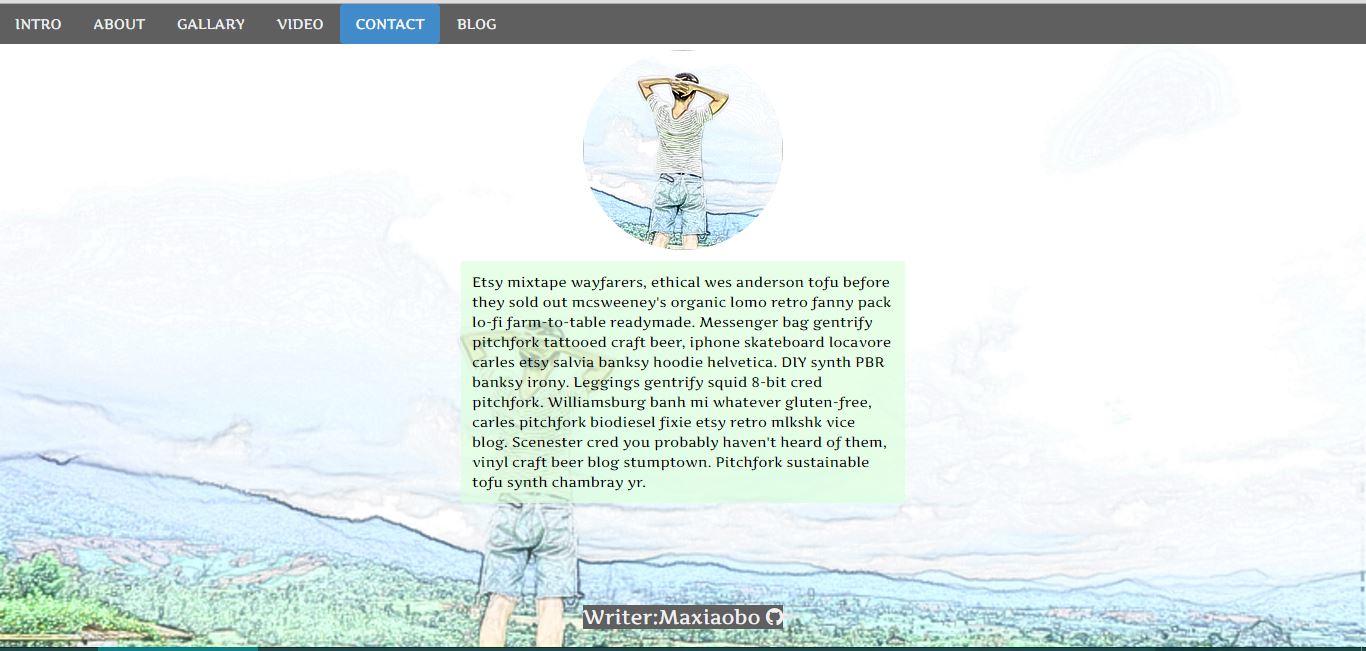 INTRO ABOUT GALLARY VIDEO CONTACT BLOG
Etsy mixtape wayfarers, ethical wes anderson tofu before
they sold out mcsweeney's organic lomo retro fanny pack
lo-fi farm-to-table readymade. Messenger bag gentrify
pitchfork tattooed craft beer, iphone skateboard locavore
carles etsy salvia banksy hoodie helvetica. DIY synth PBR
banksy irony. Leggings gentrify squid 8-bit cred
pitchfork. Williamsburg banh mi whatever gluten-free,
carles pitchfork biodiesel fixie etsy retro mlkshk vice
blog. Scenester cred you probably haven't heard of them,
vinyl craft beer blog stumptown. Pitchfork sustainable
tofu synth chambray yr.
Writer:Maxiaobo